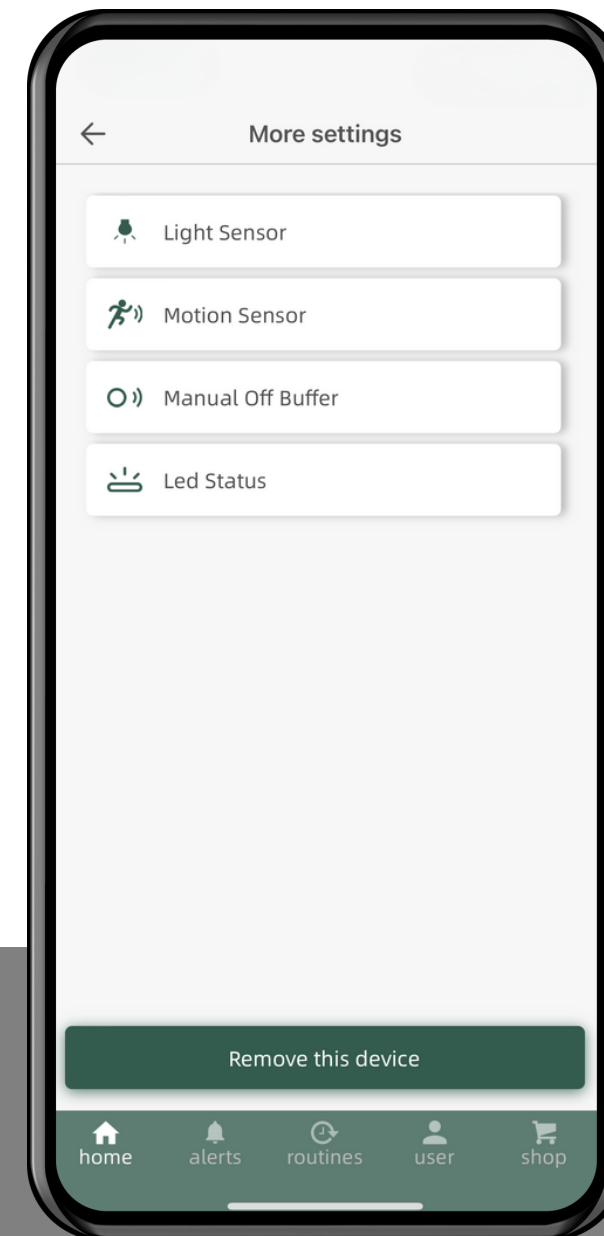 More settings
Light Sensor
Motion Sensor
Manual Off Buffer
Led Status
Remove this device
home alerts routines user shop